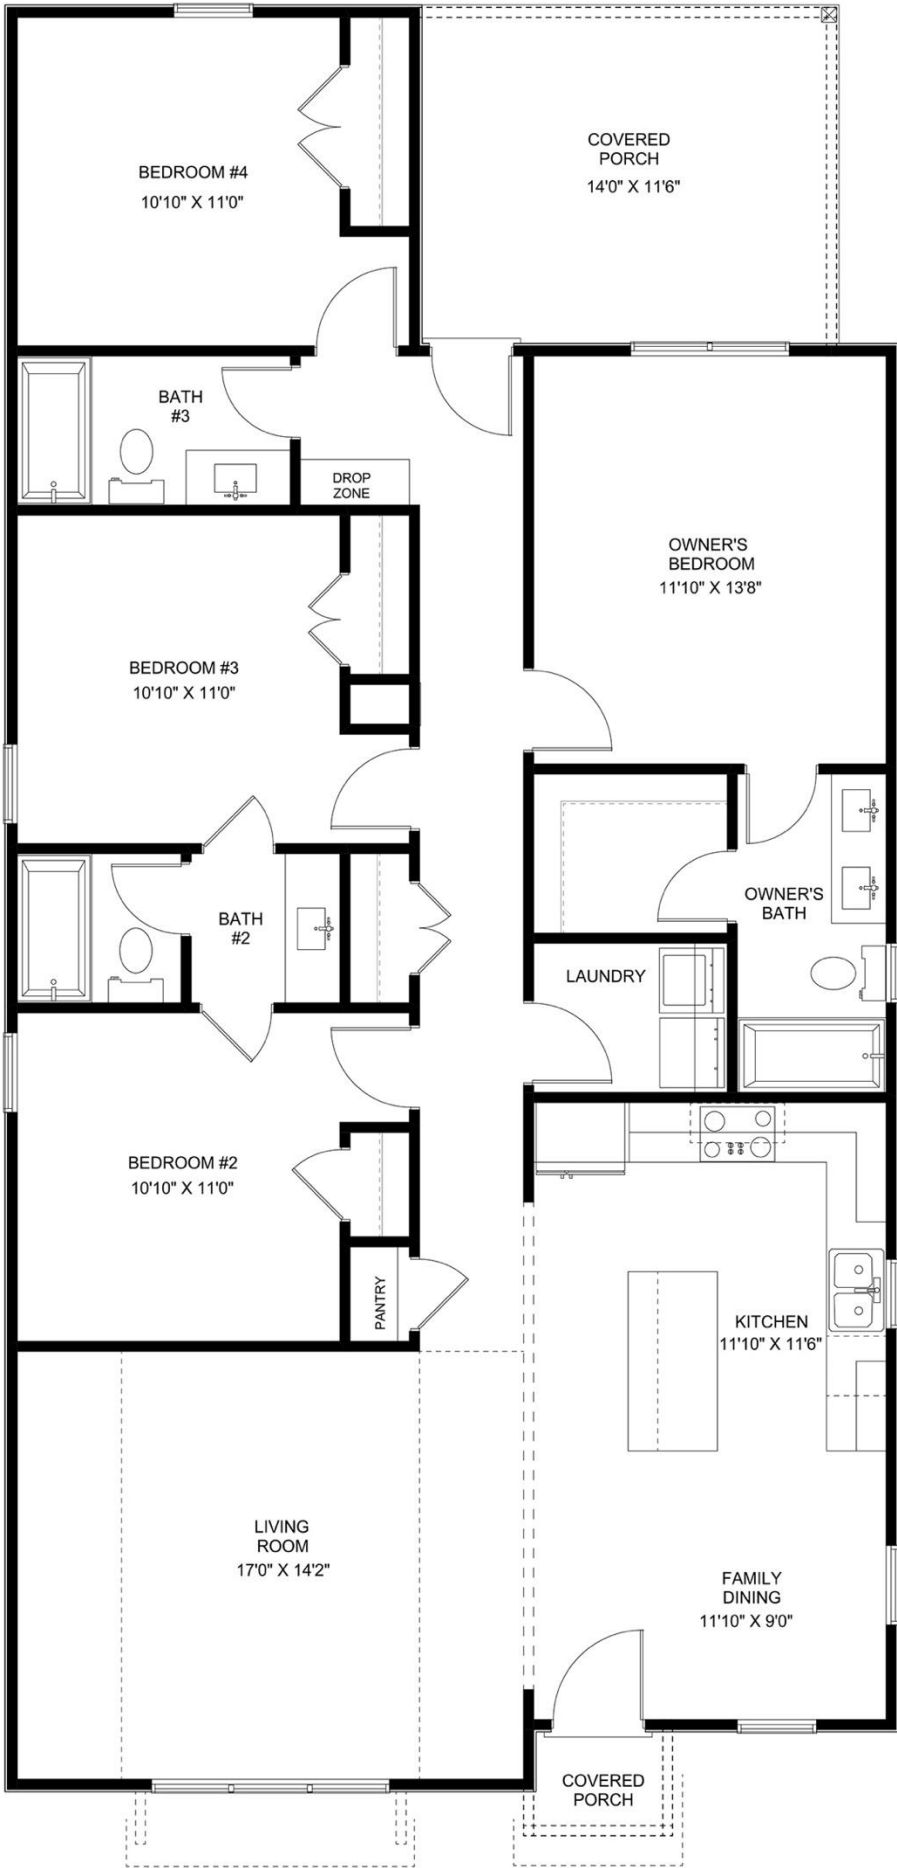 BEDROOM #4
10'10" X 11'0"
COVERED
PORCH
14'0" X 11'6"
BATH
#3
DROP
ZONE
OWNER'S
BEDROOM
11'10" X 13'8"
BEDROOM #3
10'10" X 11'0"
OWNER'S
BATH
BATH
#2
LAUNDRY
BEDROOM #2
10'10" X 11'0"
PANTRY
KITCHEN
11'10" X 11'6"
LIVING
ROOM
17'0" X 14'2"
FAMILY
DINING
11'10" X 9'0"
COVERED
PORCH